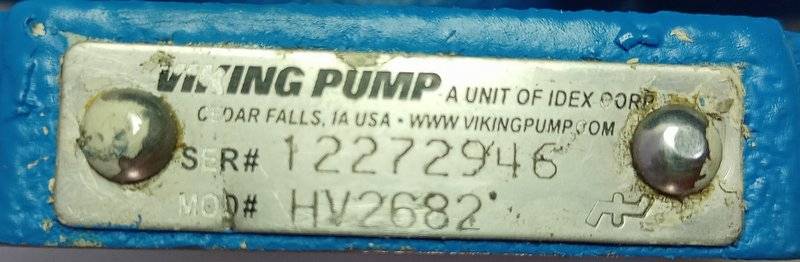 VIKING PUMP A UNIT OF IDEX CORP
CEDAR FALLS, IA USA • WWW.VIKINGPUMP.COM
SER# 12272946
MOD# HV2682